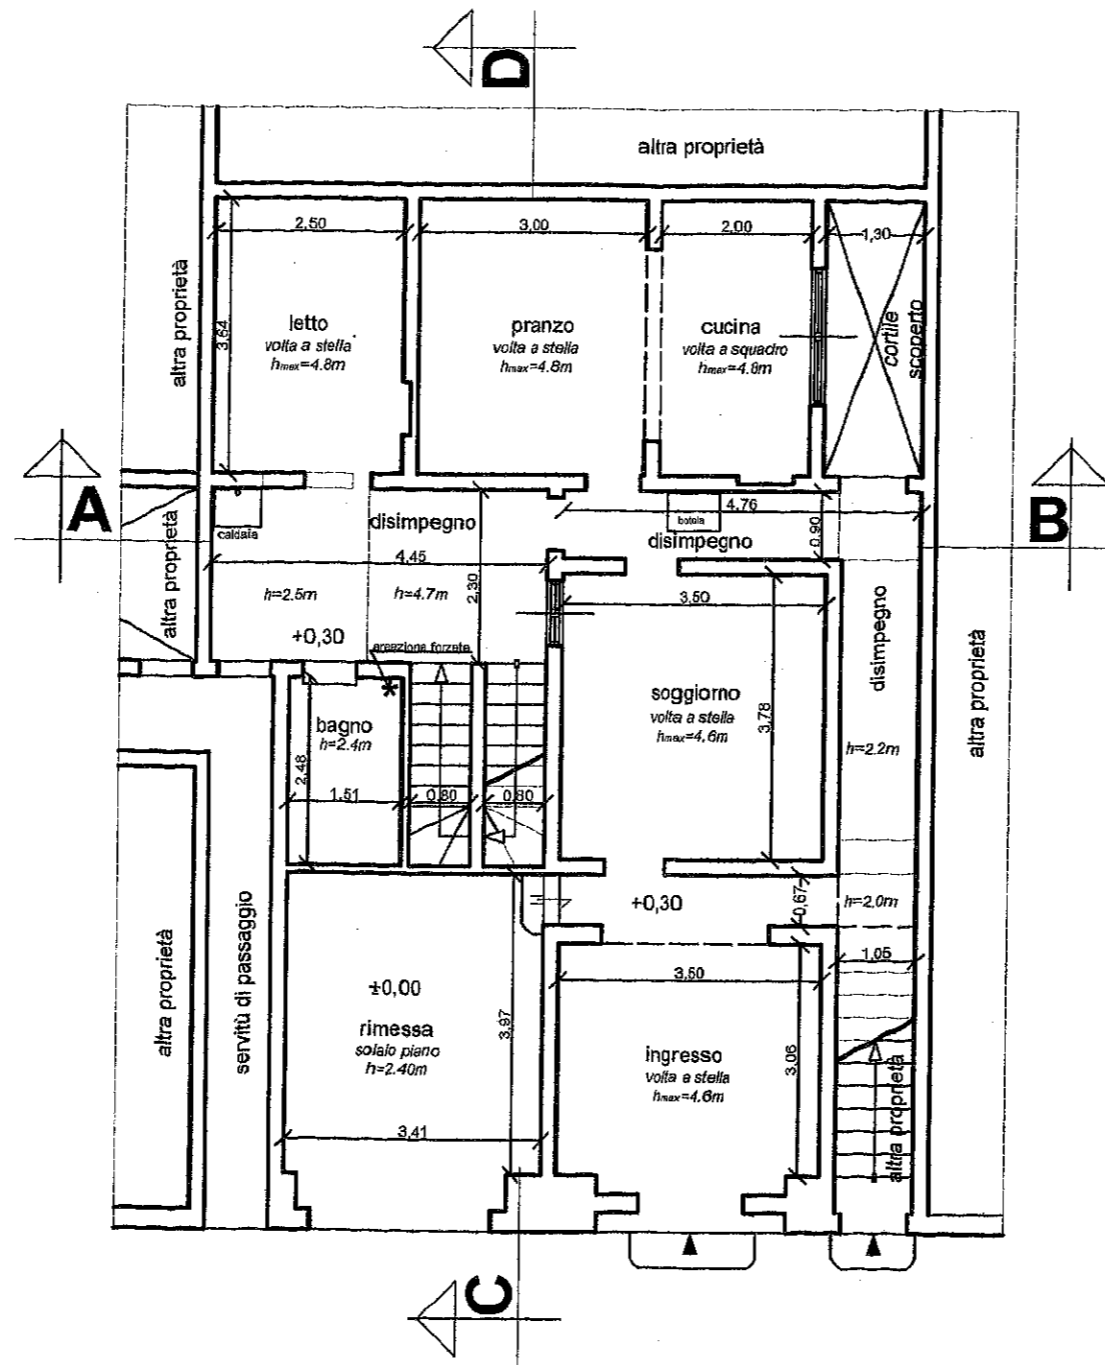 D
altra proprietà
2,50
3,00
2,00
1,30
altra proprietà
3,64
letto
volta a stella
hmax=4.8m
pranzo
volta a stella
hmax=4.8m
cucina
volta a squadro
hmax=4.8m
cortile
scoperto
A
B
altra proprietà
caldaia
disimpegno
4,45
2,30
h=2.5m
h=4.7m
+0,30
botola
4,76
disimpegno
0,90
3,50
areazione forzata
*
bagno
h=2.4m
2,48
1,51
0,80
0,80
soggiorno
volta a stella
hmax=4,6m
3,78
disimpegno
h=2.2m
altra proprietà
+0,30
0,67
h=2.0m
1,05
altra proprietà
servitù di passaggio
±0,00
rimessa
solaio piano
h=2.40m
3,97
3,41
3,50
ingresso
volta a stella
hmax=4.6m
3,06
altra proprietà
C